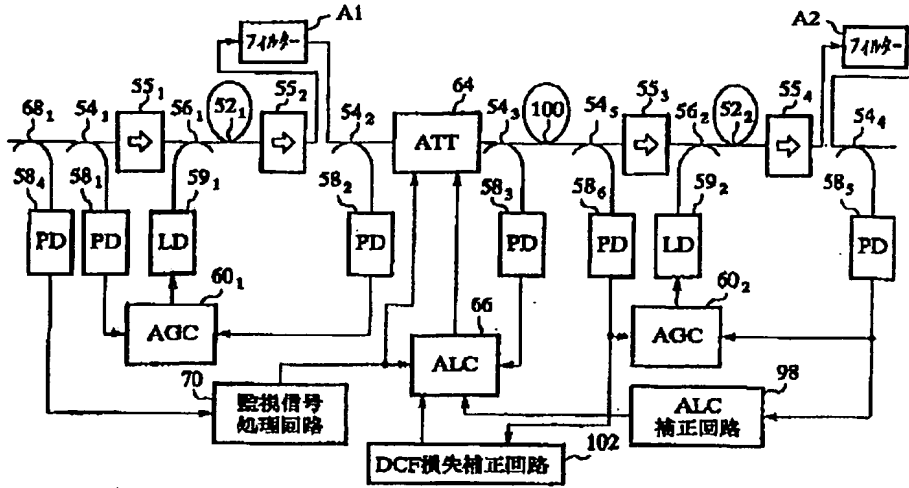 A1
フィルター
A2
フィルター
68₁
54₁
55₁
56₁
52₁
55₂
54₂
64
ATT
54₃
100
54₅
55₃
56₂
52₂
55₄
54₄
58₄
PD
58₁
PD
59₁
LD
58₂
PD
58₃
PD
58₆
PD
59₂
LD
58₅
PD
60₁
AGC
66
ALC
60₂
AGC
70
監視信号
処理回路
98
ALC
補正回路
102
DCF損失補正回路